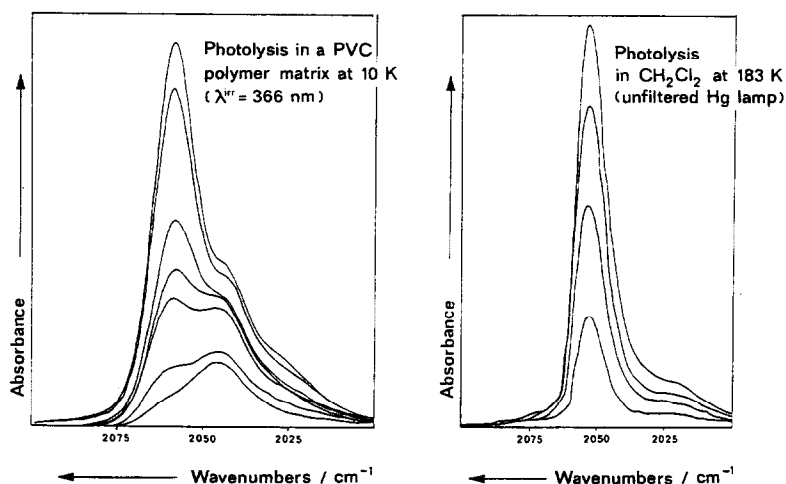 Photolysis in a PVC
polymer matrix at 10 K
( λⁱʳʳ = 366 nm )
Absorbance
2075 2050 2025
Wavenumbers / cm⁻¹
Photolysis
in CH₂Cl₂ at 183 K
(unfiltered Hg lamp)
Absorbance
2075 2050 2025
Wavenumbers / cm⁻¹